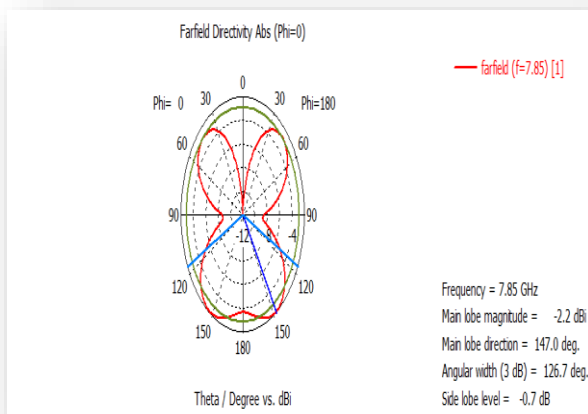 Farfield Directivity Abs (Phi=0)
farfield (f=7.85) [1]
0
Phi= 0 30 30 Phi=180
60 60
90 -12 -8 -4 90
120 120
150 150
180
Theta / Degree vs. dBi
Frequency = 7.85 GHz
Main lobe magnitude = -2.2 dBi
Main lobe direction = 147.0 deg.
Angular width (3 dB) = 126.7 deg.
Side lobe level = -0.7 dB